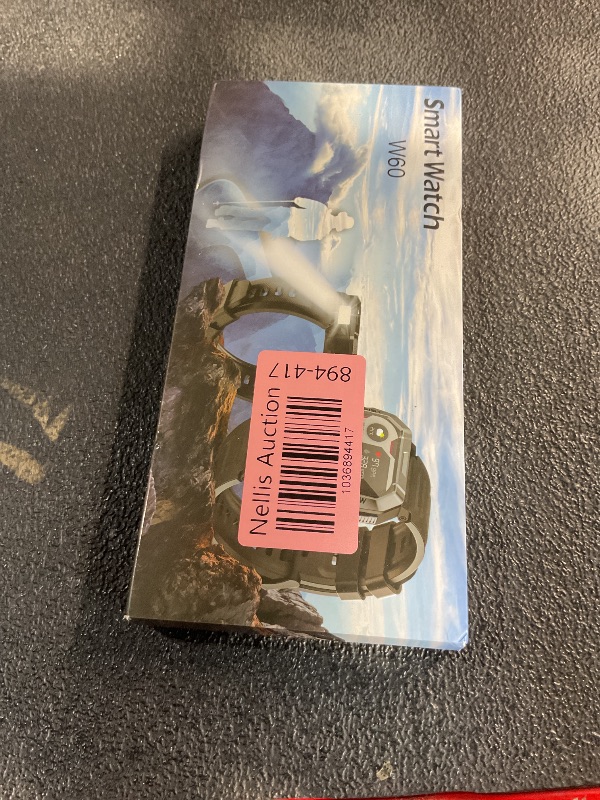 Smart Watch
W60
894-417
Nellis Auction
1036894417